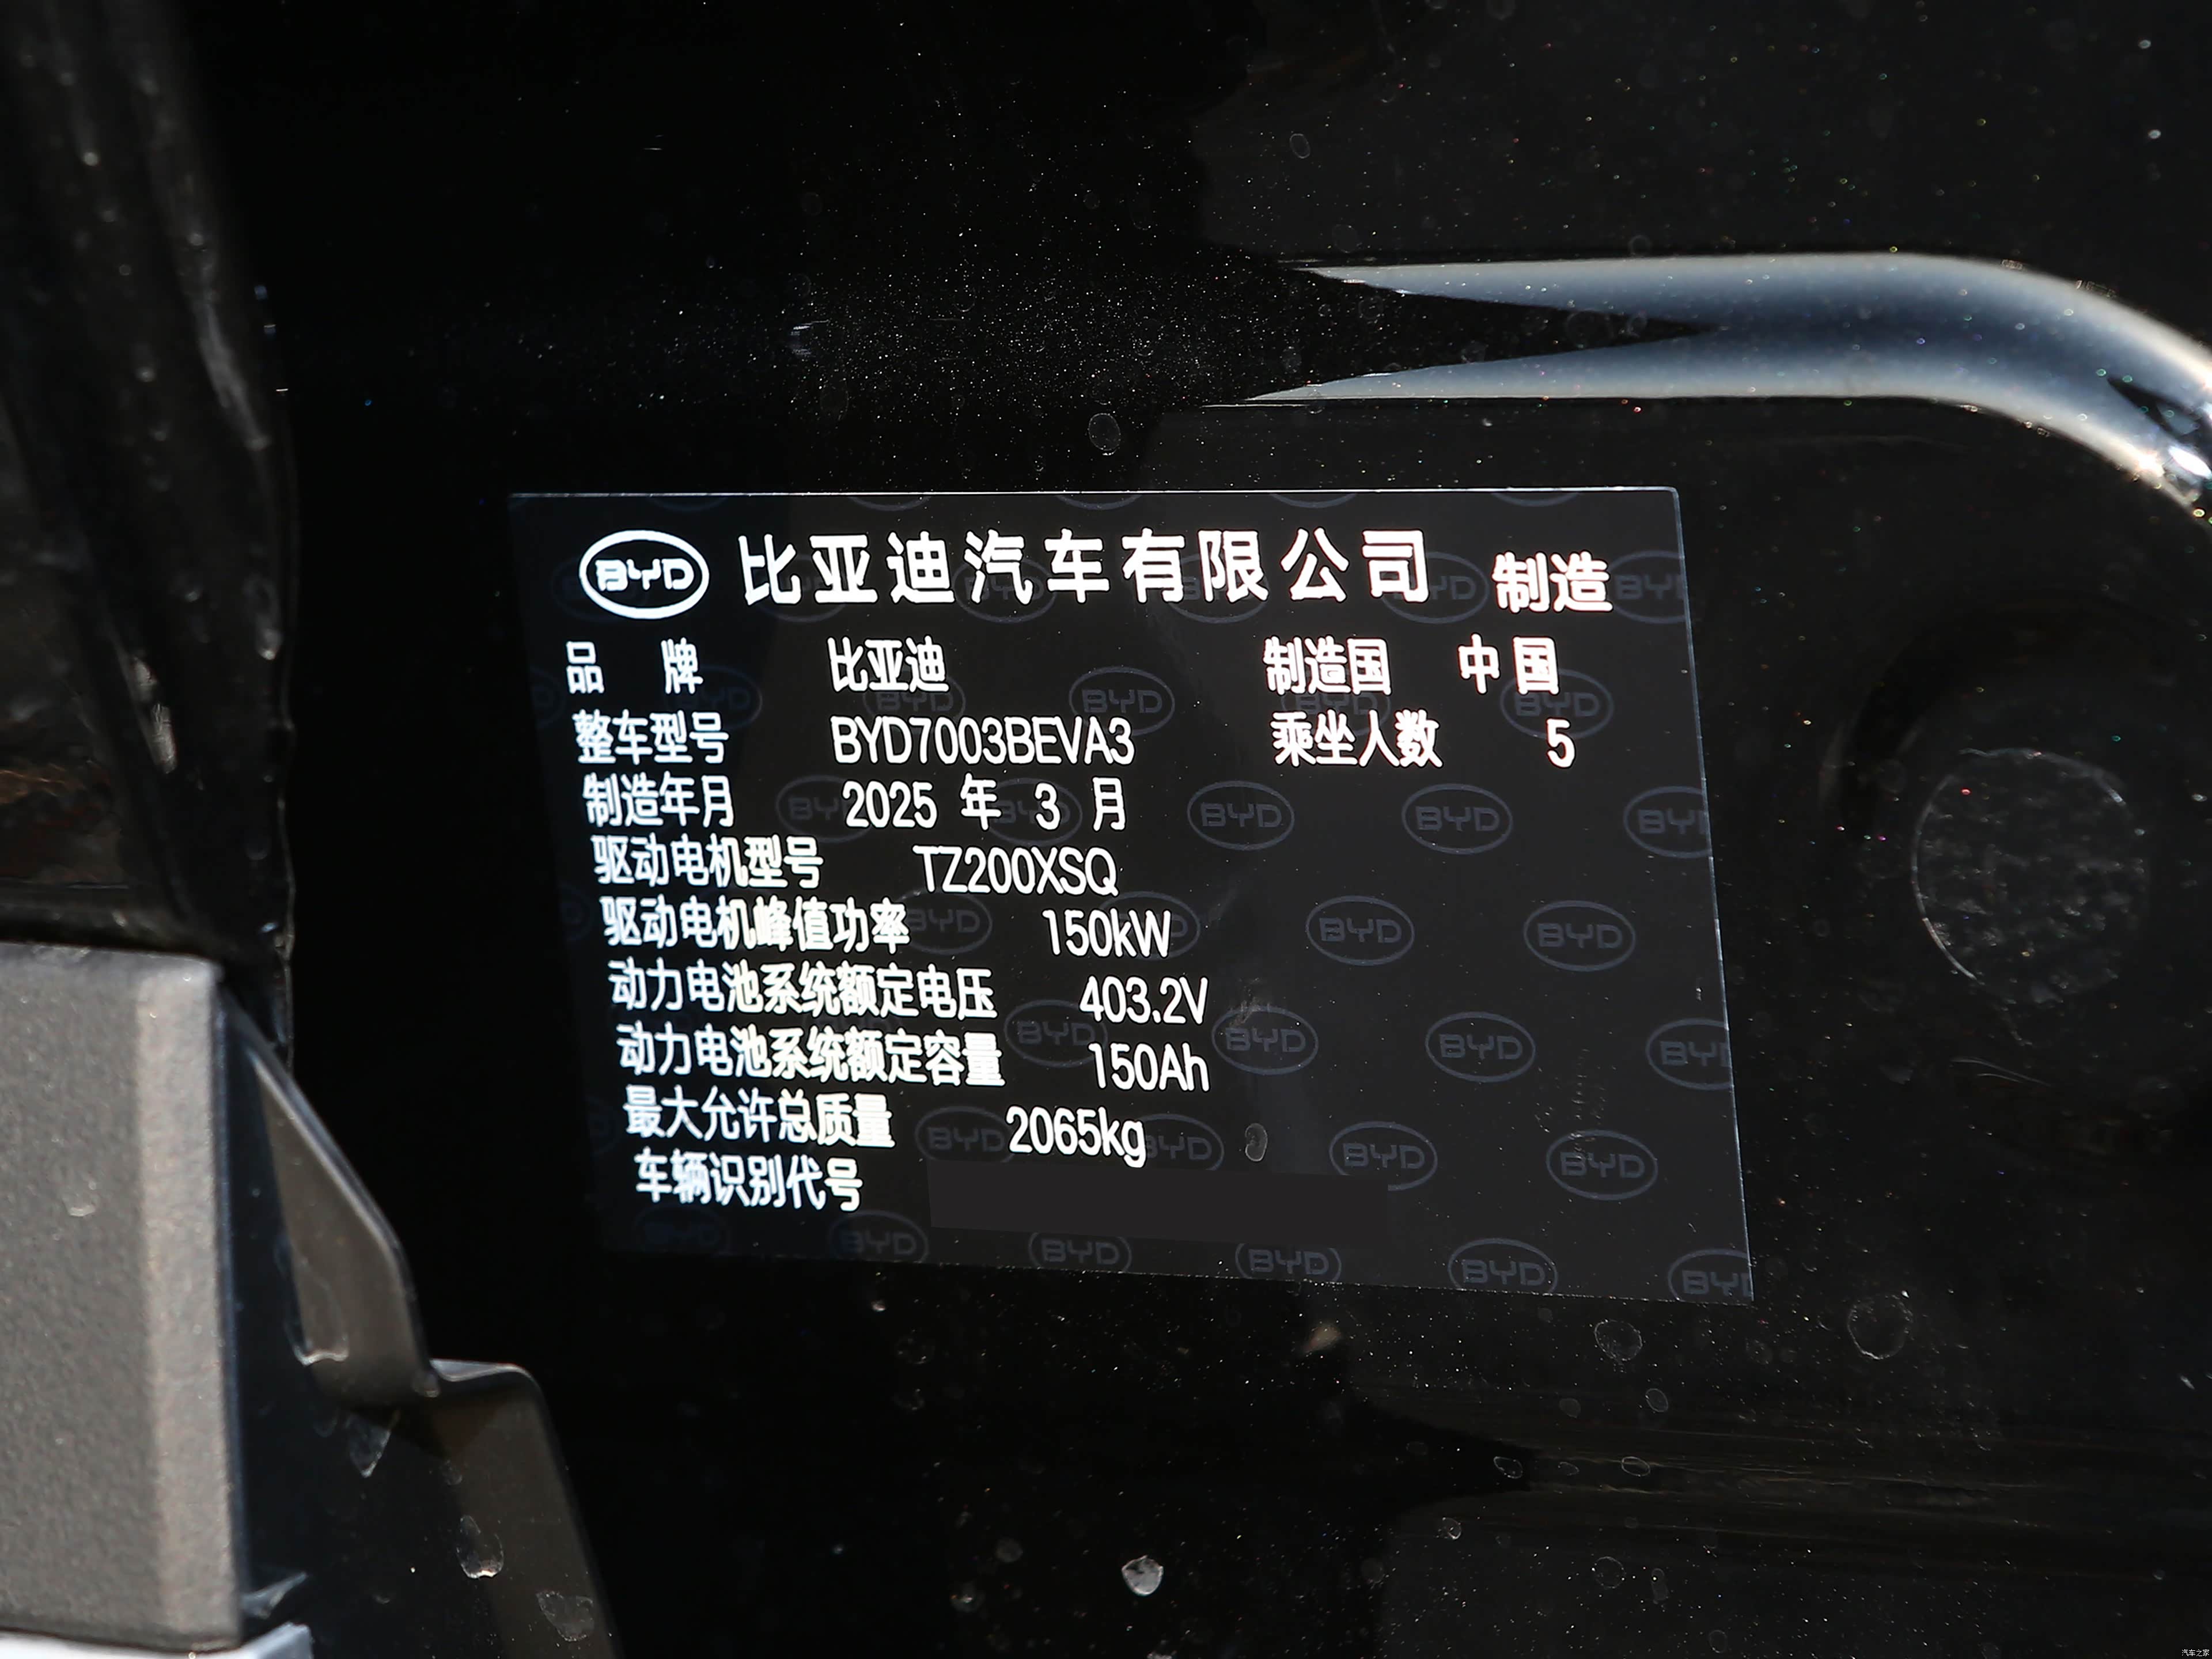 BYD 比亚迪汽车有限公司 制造
品 牌 比亚迪 制造国 中国
整车型号 BYD7003BEVA3 乘坐人数 5
制造年月 2025 年 3 月
驱动电机型号 TZ200XSQ
驱动电机峰值功率 150kW
动力电池系统额定电压 403.2V
动力电池系统额定容量 150Ah
最大允许总质量 2065kg
车辆识别代号
汽车之家